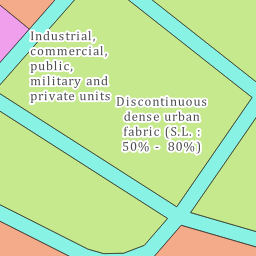 Industrial,
commercial,
public,
military and
private units
Discontinuous
dense urban
fabric (S.L. :
50% - 80%)